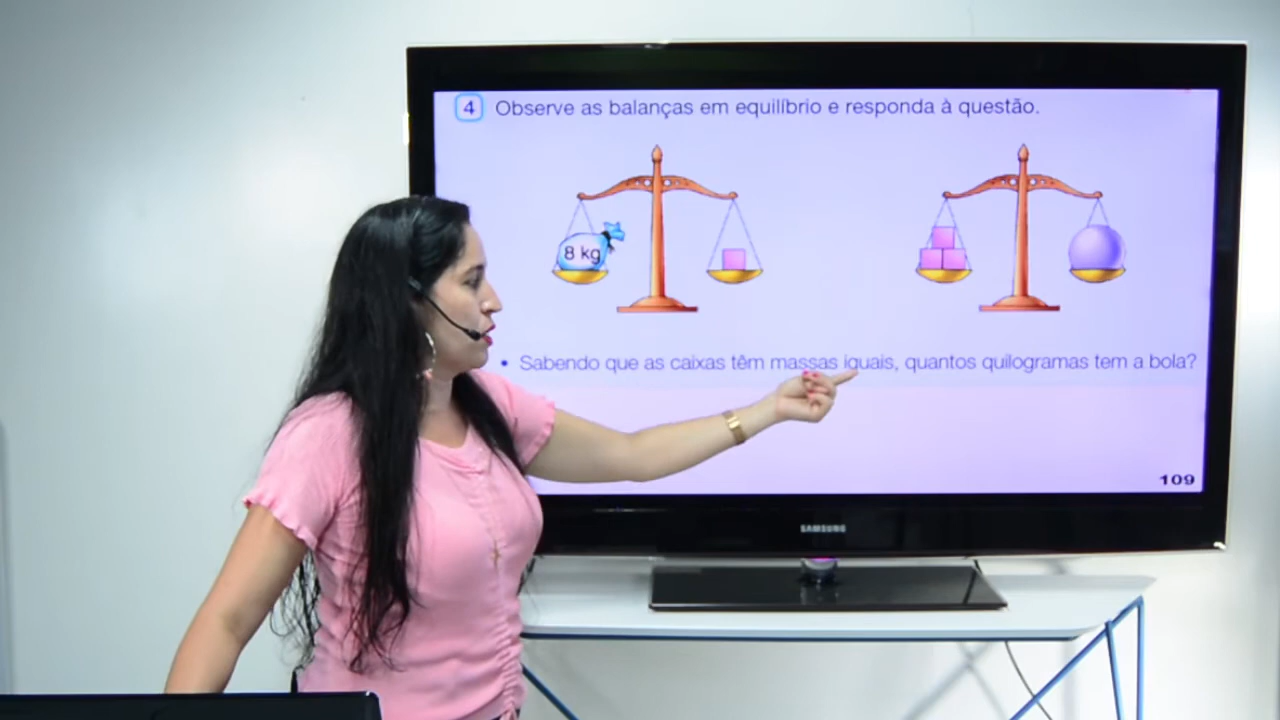 4 Observe as balanças em equilíbrio e responda à questão.
8 kg
• Sabendo que as caixas têm massas iguais, quantos quilogramas tem a bola?
109
SAMSUNG